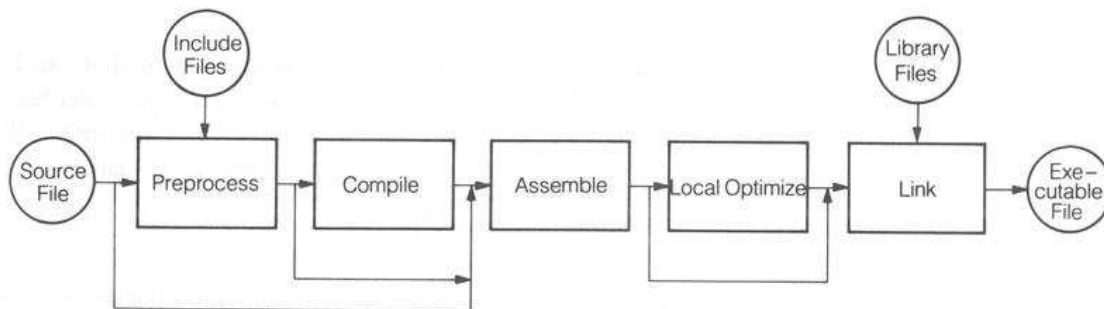 Include
Files
Library
Files
Source
File
Preprocess
Compile
Assemble
Local Optimize
Link
Exe-
cutable
File